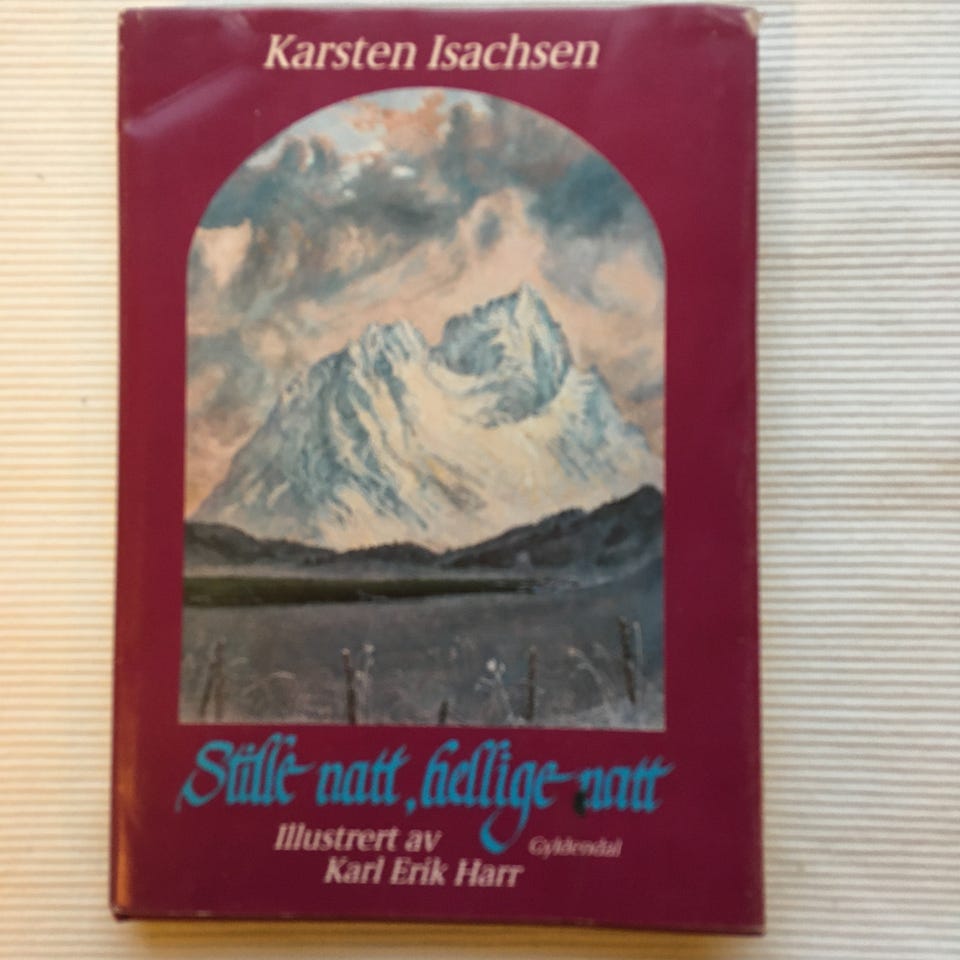 Karsten Isachsen
Stille natt, hellige natt
Illustrert av
Gyldendal
Karl Erik Harr